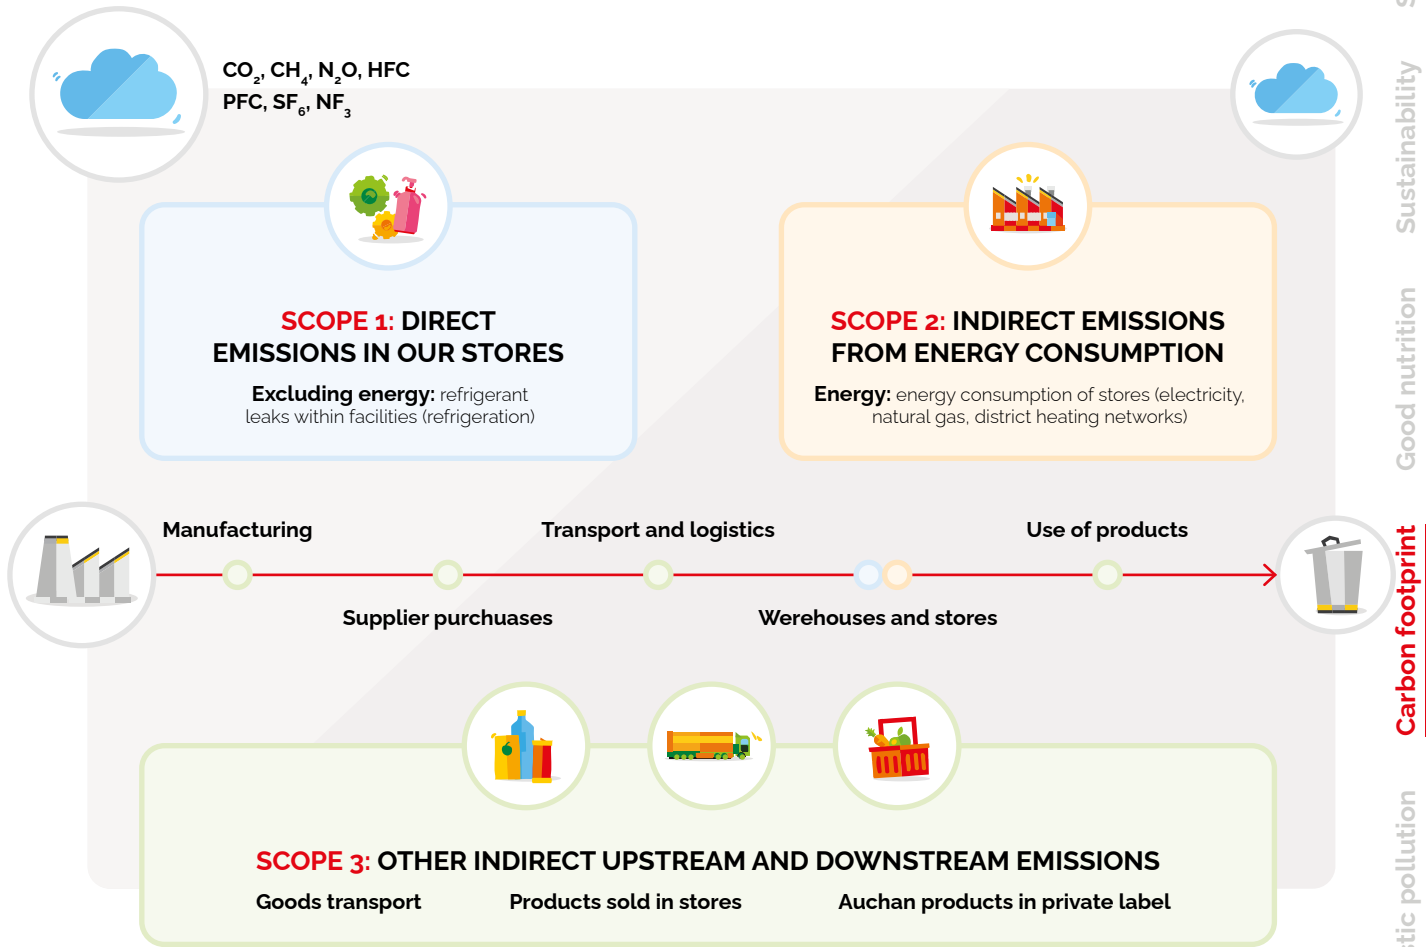 CO₂, CH₄, N₂O, HFC
PFC, SF₆, NF₃
SCOPE 1: DIRECT
EMISSIONS IN OUR STORES
Excluding energy: refrigerant
leaks within facilities (refrigeration)
SCOPE 2: INDIRECT EMISSIONS
FROM ENERGY CONSUMPTION
Energy: energy consumption of stores (electricity,
natural gas, district heating networks)
Manufacturing
Transport and logistics
Use of products
Supplier purchuases
Werehouses and stores
SCOPE 3: OTHER INDIRECT UPSTREAM AND DOWNSTREAM EMISSIONS
Goods transport
Products sold in stores
Auchan products in private label
Sustainability
Good nutrition
Carbon footprint
pollution